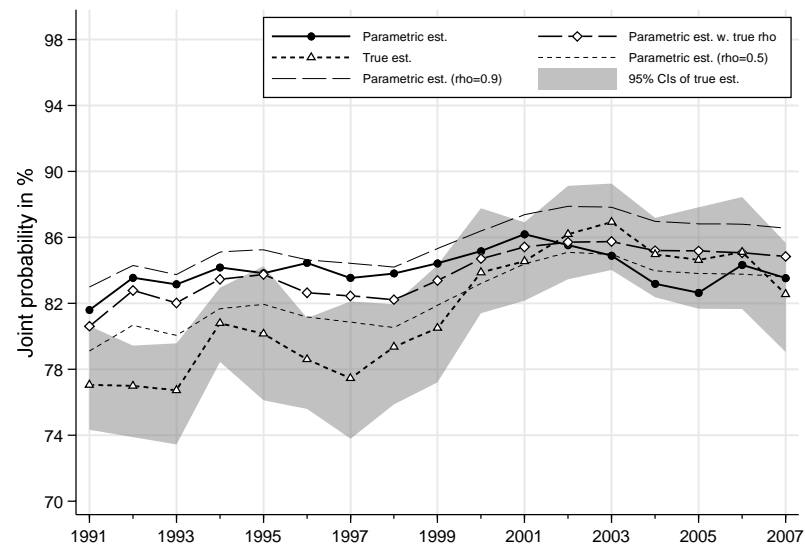 Parametric est.
Parametric est. w. true rho
True est.
Parametric est. (rho=0.5)
Parametric est. (rho=0.9)
95% CIs of true est.
Joint probability in %
98
94
90
86
82
78
74
70
1991
1993
1995
1997
1999
2001
2003
2005
2007